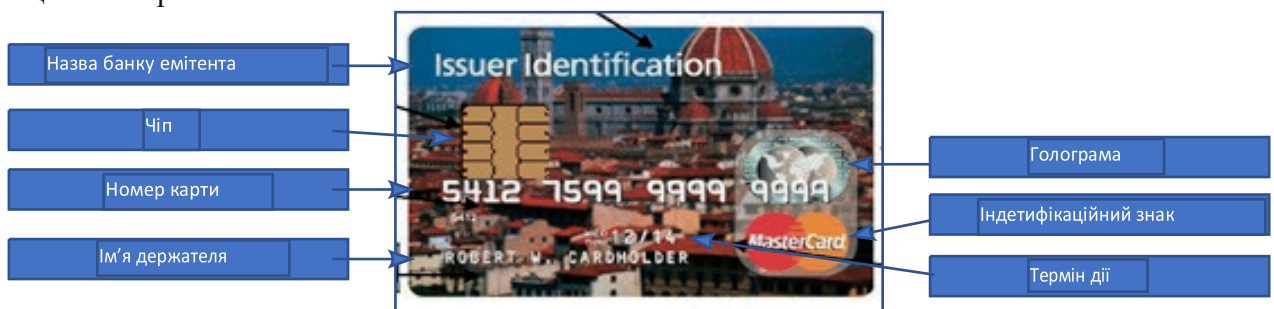 Назва банку емітента
Чіп
Номер карти
Ім’я держателя
Issuer Identification
5412 7599 9999 9999
12/14
ROBERT W. CARDHOLDER
MasterCard
Голограма
Індетифікаційний знак
Термін дії